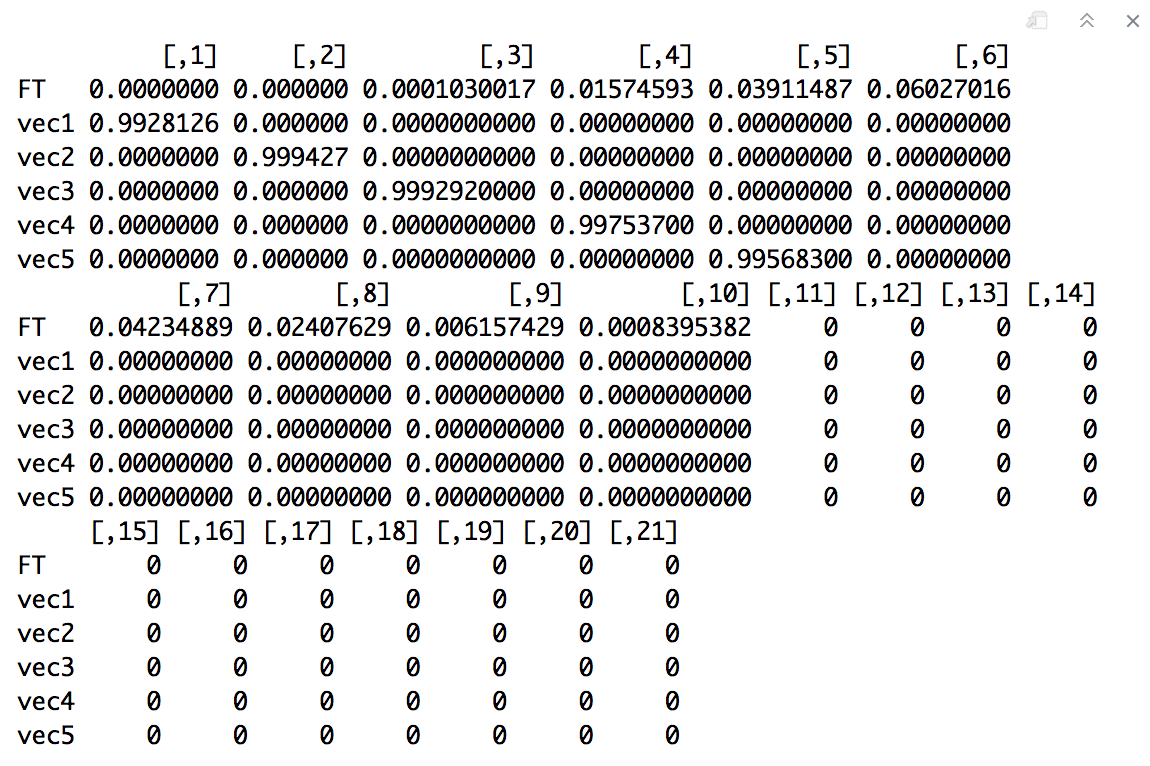 [,1] [,2] [,3] [,4] [,5] [,6]
FT 0.0000000 0.000000 0.0001030017 0.01574593 0.03911487 0.06027016
vec1 0.9928126 0.000000 0.0000000000 0.00000000 0.00000000 0.00000000
vec2 0.0000000 0.999427 0.0000000000 0.00000000 0.00000000 0.00000000
vec3 0.0000000 0.000000 0.9992920000 0.00000000 0.00000000 0.00000000
vec4 0.0000000 0.000000 0.0000000000 0.99753700 0.00000000 0.00000000
vec5 0.0000000 0.000000 0.0000000000 0.00000000 0.99568300 0.00000000
[,7] [,8] [,9] [,10] [,11] [,12] [,13] [,14]
FT 0.04234889 0.02407629 0.006157429 0.0008395382 0 0 0 0
vec1 0.00000000 0.00000000 0.000000000 0.0000000000 0 0 0 0
vec2 0.00000000 0.00000000 0.000000000 0.0000000000 0 0 0 0
vec3 0.00000000 0.00000000 0.000000000 0.0000000000 0 0 0 0
vec4 0.00000000 0.00000000 0.000000000 0.0000000000 0 0 0 0
vec5 0.00000000 0.00000000 0.000000000 0.0000000000 0 0 0 0
[,15] [,16] [,17] [,18] [,19] [,20] [,21]
FT 0 0 0 0 0 0 0
vec1 0 0 0 0 0 0 0
vec2 0 0 0 0 0 0 0
vec3 0 0 0 0 0 0 0
vec4 0 0 0 0 0 0 0
vec5 0 0 0 0 0 0 0